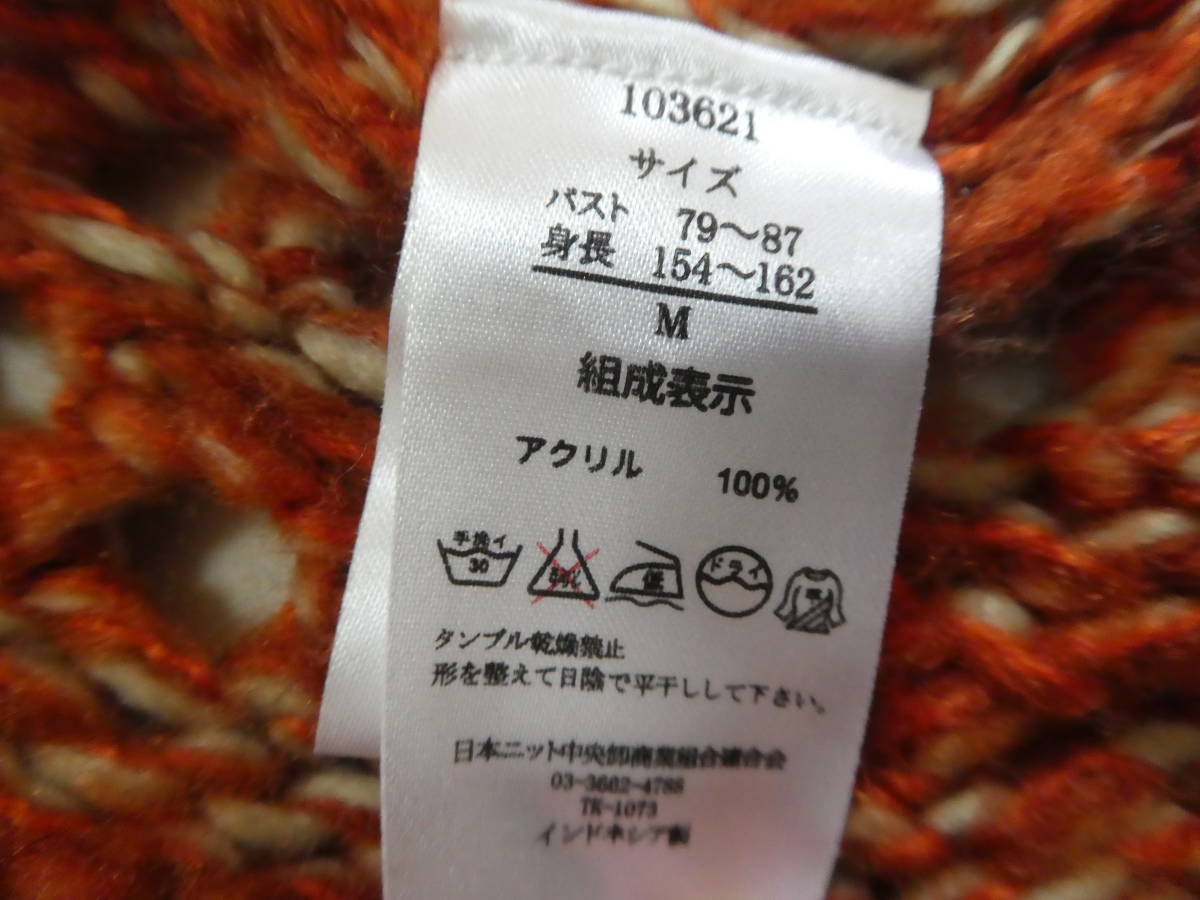 103621
サイズ
バスト 79～87
身長 154～162
M
組成表示
アクリル 100%
手洗イ 30 低 ドライ
タンブル乾燥禁止
形を整えて日陰で平干しして下さい。
日本ニット中央卸商業組合連合会
03-3662-4788
TK-1073
インドネシア製